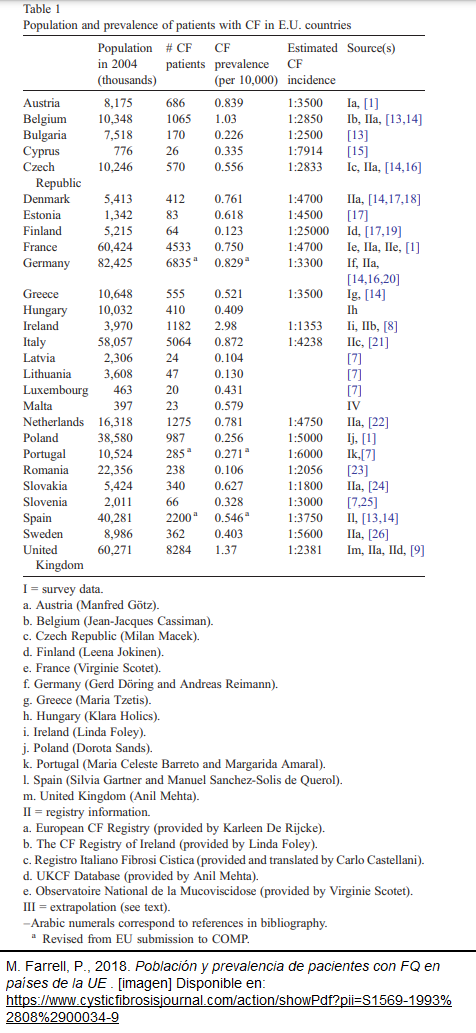 Table 1
Population and prevalence of patients with CF in E.U. countries
Population in 2004 (thousands) # CF patients CF prevalence (per 10,000) Estimated CF incidence Source(s)
Austria 8,175 686 0.839 1:3500 Ia, [1]
Belgium 10,348 1065 1.03 1:2850 Ib, IIa, [13,14]
Bulgaria 7,518 170 0.226 1:2500 [13]
Cyprus 776 26 0.335 1:7914 [15]
Czech Republic 10,246 570 0.556 1:2833 Ic, IIa, [14,16]
Denmark 5,413 412 0.761 1:4700 IIa, [14,17,18]
Estonia 1,342 83 0.618 1:4500 [17]
Finland 5,215 64 0.123 1:25000 Id, [17,19]
France 60,424 4533 0.750 1:4700 Ie, IIa, IIe, [1]
Germany 82,425 6835 a 0.829 a 1:3300 If, IIa, [14,16,20]
Greece 10,648 555 0.521 1:3500 Ig, [14]
Hungary 10,032 410 0.409 Ih
Ireland 3,970 1182 2.98 1:1353 Ii, IIb, [8]
Italy 58,057 5064 0.872 1:4238 IIc, [21]
Latvia 2,306 24 0.104 [7]
Lithuania 3,608 47 0.130 [7]
Luxembourg 463 20 0.431 [7]
Malta 397 23 0.579 IV
Netherlands 16,318 1275 0.781 1:4750 IIa, [22]
Poland 38,580 987 0.256 1:5000 Ij, [1]
Portugal 10,524 285 a 0.271 a 1:6000 Ik,[7]
Romania 22,356 238 0.106 1:2056 [23]
Slovakia 5,424 340 0.627 1:1800 IIa, [24]
Slovenia 2,011 66 0.328 1:3000 [7,25]
Spain 40,281 2200 a 0.546 a 1:3750 Il, [13,14]
Sweden 8,986 362 0.403 1:5600 IIa, [26]
United Kingdom 60,271 8284 1.37 1:2381 Im, IIa, IId, [9]
I = survey data.
a. Austria (Manfred Götz).
b. Belgium (Jean-Jacques Cassiman).
c. Czech Republic (Milan Macek).
d. Finland (Leena Jokinen).
e. France (Virginie Scotet).
f. Germany (Gerd Döring and Andreas Reimann).
g. Greece (Maria Tzetis).
h. Hungary (Klara Holics).
i. Ireland (Linda Foley).
j. Poland (Dorota Sands).
k. Portugal (Maria Celeste Barreto and Margarida Amaral).
l. Spain (Silvia Gartner and Manuel Sanchez-Solis de Querol).
m. United Kingdom (Anil Mehta).
II = registry information.
a. European CF Registry (provided by Karleen De Rijcke).
b. The CF Registry of Ireland (provided by Linda Foley).
c. Registro Italiano Fibrosi Cistica (provided and translated by Carlo Castellani).
d. UKCF Database (provided by Anil Mehta).
e. Observatoire National de la Mucoviscidose (provided by Virginie Scotet).
III = extrapolation (see text).
–Arabic numerals correspond to references in bibliography.
a Revised from EU submission to COMP.
M. Farrell, P., 2018. Población y prevalencia de pacientes con FQ en
países de la UE . [imagen] Disponible en:
https://www.cysticfibrosisjournal.com/action/showPdf?pii=S1569-1993%
2808%2900034-9